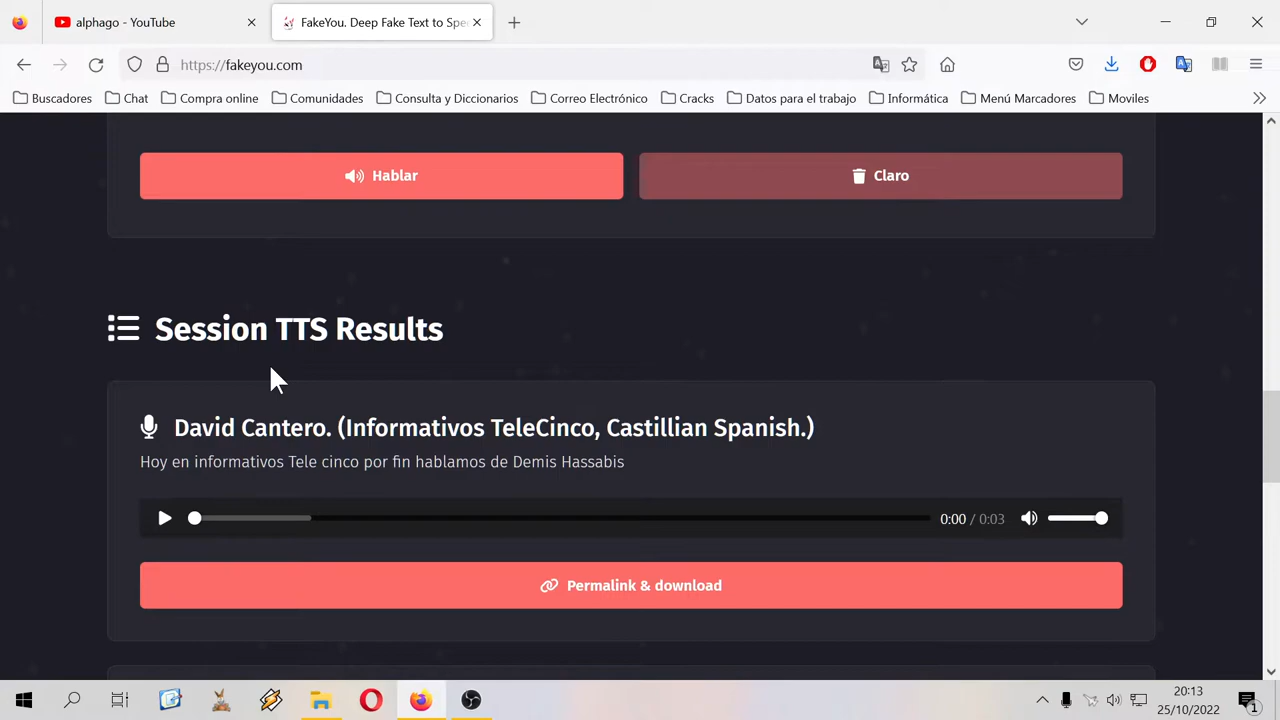 alphago - YouTube
FakeYou. Deep Fake Text to Spe
https://fakeyou.com
Buscadores
Chat
Compra online
Comunidades
Consulta y Diccionarios
Correo Electrónico
Cracks
Datos para el trabajo
Informática
Menú Marcadores
Moviles
Hablar
Claro
Session TTS Results
David Cantero. (Informativos TeleCinco, Castillian Spanish.)
Hoy en informativos Tele cinco por fin hablamos de Demis Hassabis
0:00 / 0:03
Permalink & download
20:13
25/10/2022
1